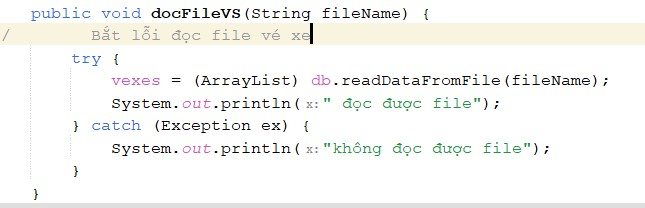 public void docFileVS(String fileName) {
/ Bắt lỗi đọc file vé xe
try {
vexes = (ArrayList) db.readDataFromFile(fileName);
System.out.println( x: " đọc được file");
} catch (Exception ex) {
System.out.println( x: "không đọc được file");
}
}